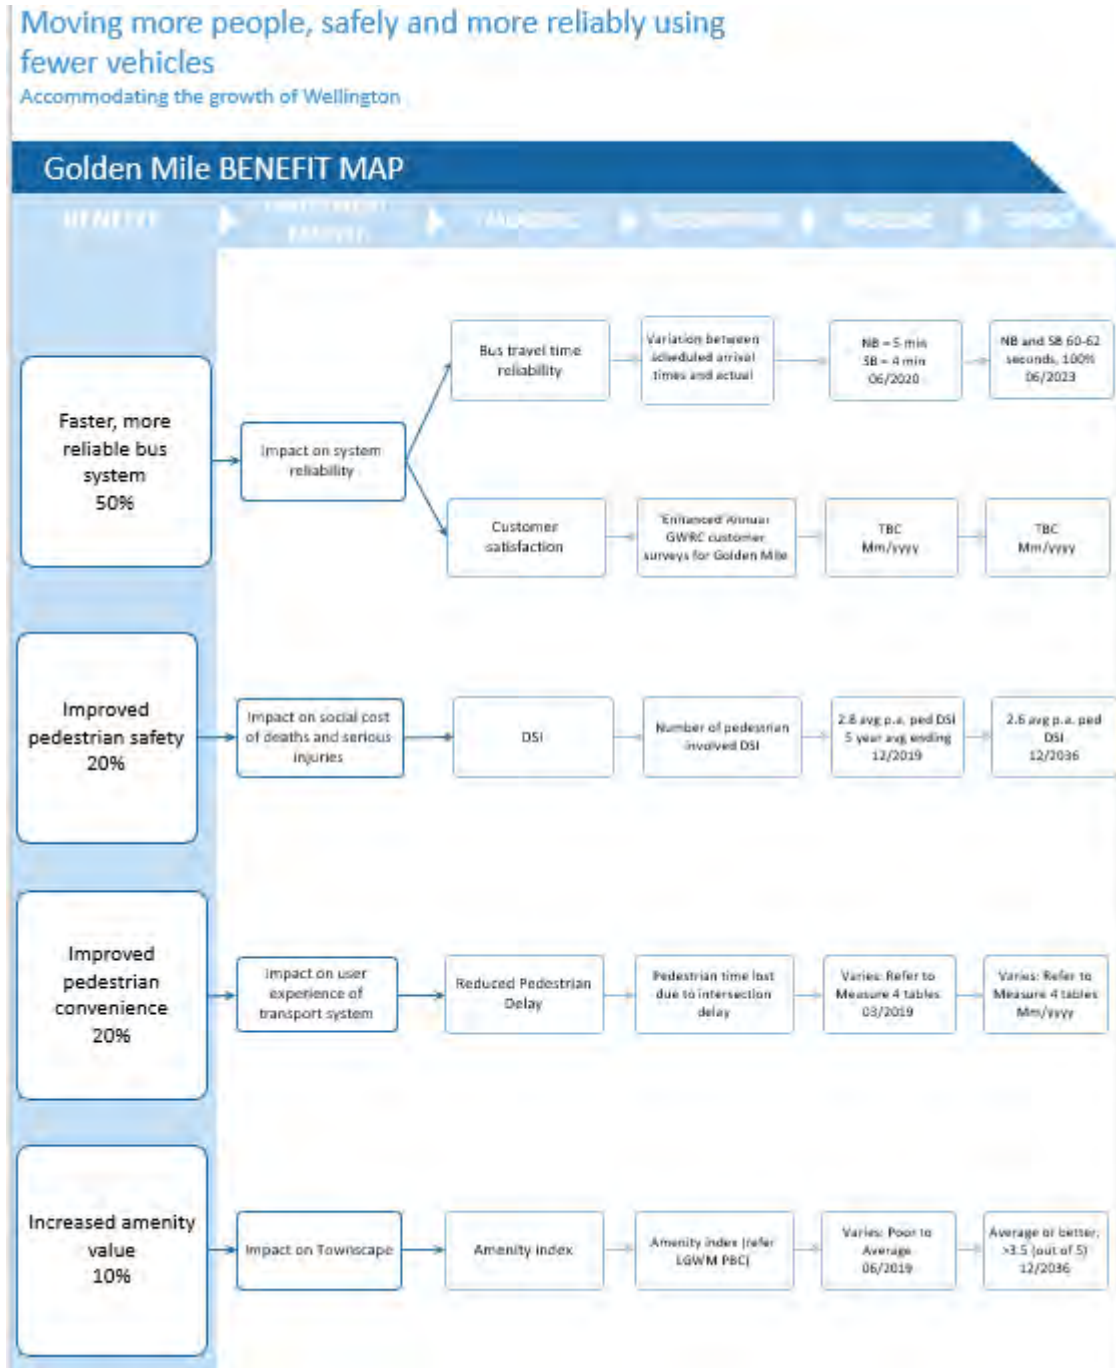 Moving more people, safely and more reliably using
fewer vehicles
Accommodating the growth of Wellington
Golden Mile BENEFIT MAP
BENEFIT
Faster, more
reliable bus
system
50%
Impact on system
reliability
Bus travel time
reliability
Variation between
scheduled arrival
times and actual
NB = 5 min
SB = 4 min
06/2020
NB and SB 60-62
seconds, 100%
06/2023
Customer
satisfaction
Enhanced Annual
GWRC customer
surveys for Golden Mile
TBC
Mm/yyyy
TBC
Mm/yyyy
Improved
pedestrian safety
20%
Impact on social cost
of deaths and serious
injuries
DSI
Number of pedestrian
involved DSI
avg p.a. ped DSI
5 year avg ending
12/2019
avg p.a. ped
DSI
12/2036
Improved
pedestrian
convenience
20%
Impact on user
experience of
transport system
Reduced Pedestrian
Delay
Pedestrian time lost
due to intersection
delay
Varies: Refer to
Measure 4 tables
03/2019
Varies: Refer to
Measure 4 tables
Mm/yyyy
Increased amenity
value
10%
Impact on Townscape
Amenity index
Amenity index (refer
LGWM PBC)
Varies: Poor to
Average
06/2019
Average or better;
>3.5 (out of 5)
12/2036